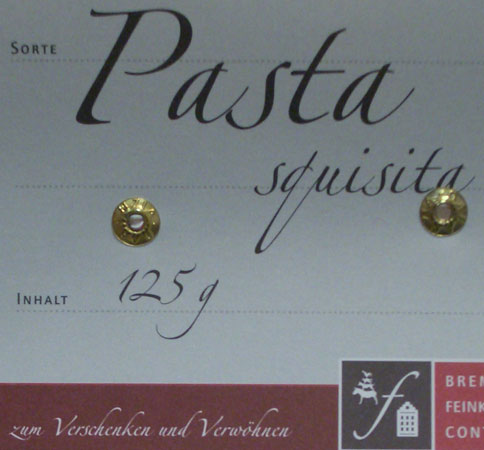 SORTE Pasta
squisita
INHALT 125 g
zum Verschenken und Verwöhnen
f
BREM
FEINK
CONT